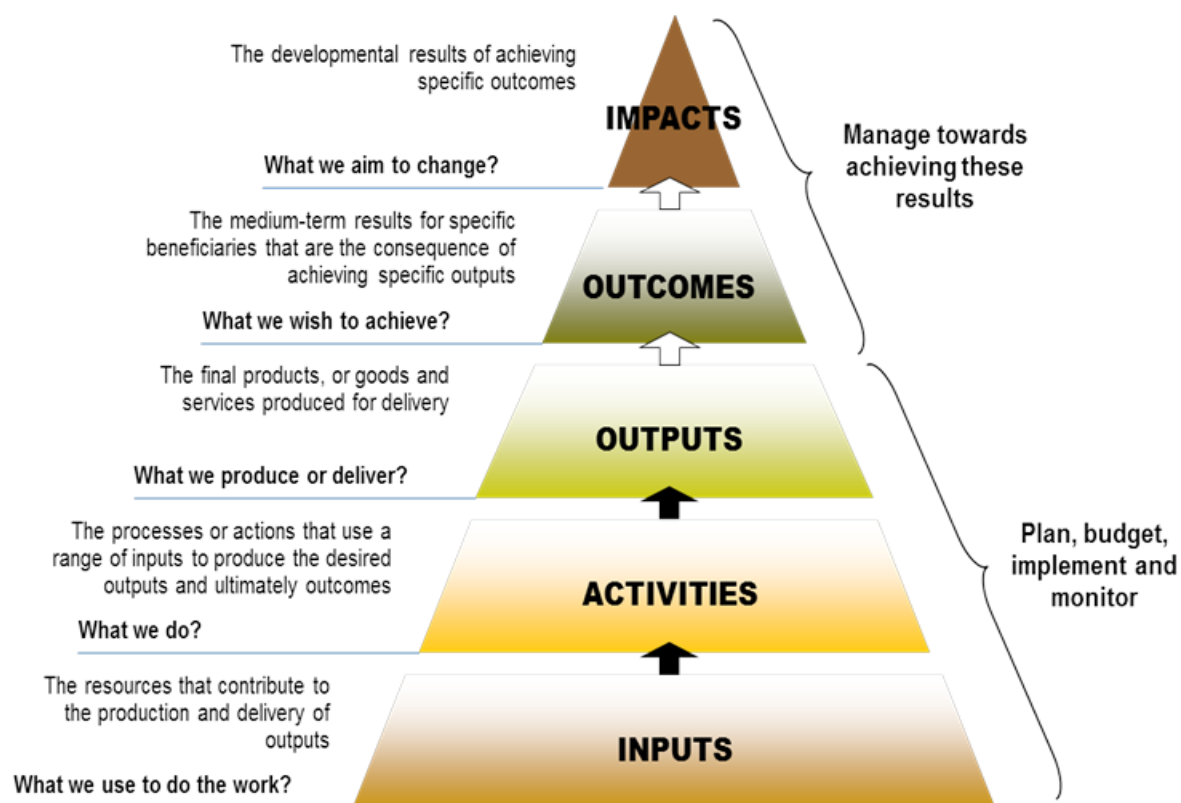 The developmental results of achieving
specific outcomes
IMPACTS
What we aim to change?
Manage towards
achieving these
results
The medium-term results for specific
beneficiaries that are the consequence of
achieving specific outputs
OUTCOMES
What we wish to achieve?
The final products, or goods and
services produced for delivery
OUTPUTS
What we produce or deliver?
The processes or actions that use a
range of inputs to produce the desired
outputs and ultimately outcomes
ACTIVITIES
What we do?
Plan, budget,
implement and
monitor
The resources that contribute to
the production and delivery of
outputs
INPUTS
What we use to do the work?